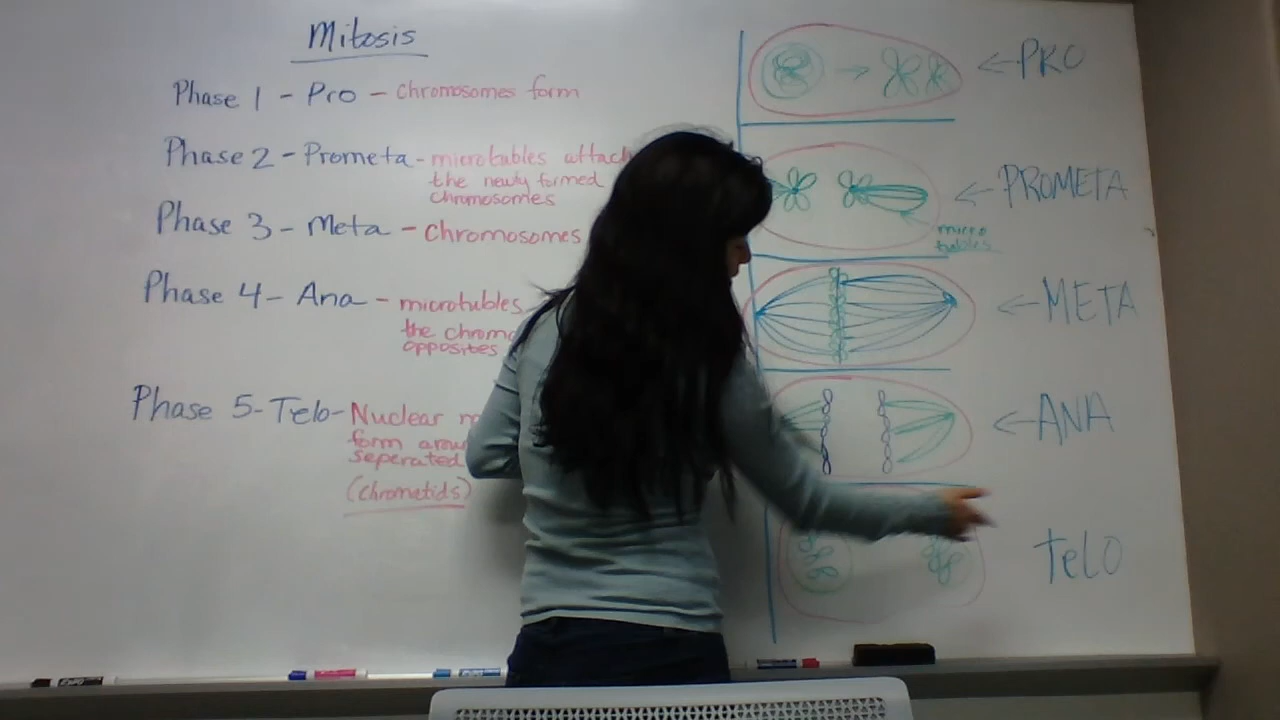 Mitosis
Phase 1 - Pro - chromosomes form
Phase 2 - Prometa - microtubles attach
the newly formed
chromosomes
Phase 3 - Meta - chromosomes
Phase 4 - Ana - microtubles
the chromo
opposites
Phase 5 - Telo - Nuclear m
form arou
seperated
(chromatids)
← PRO
← PROMETA
micro
tubles
← META
← ANA
TelO